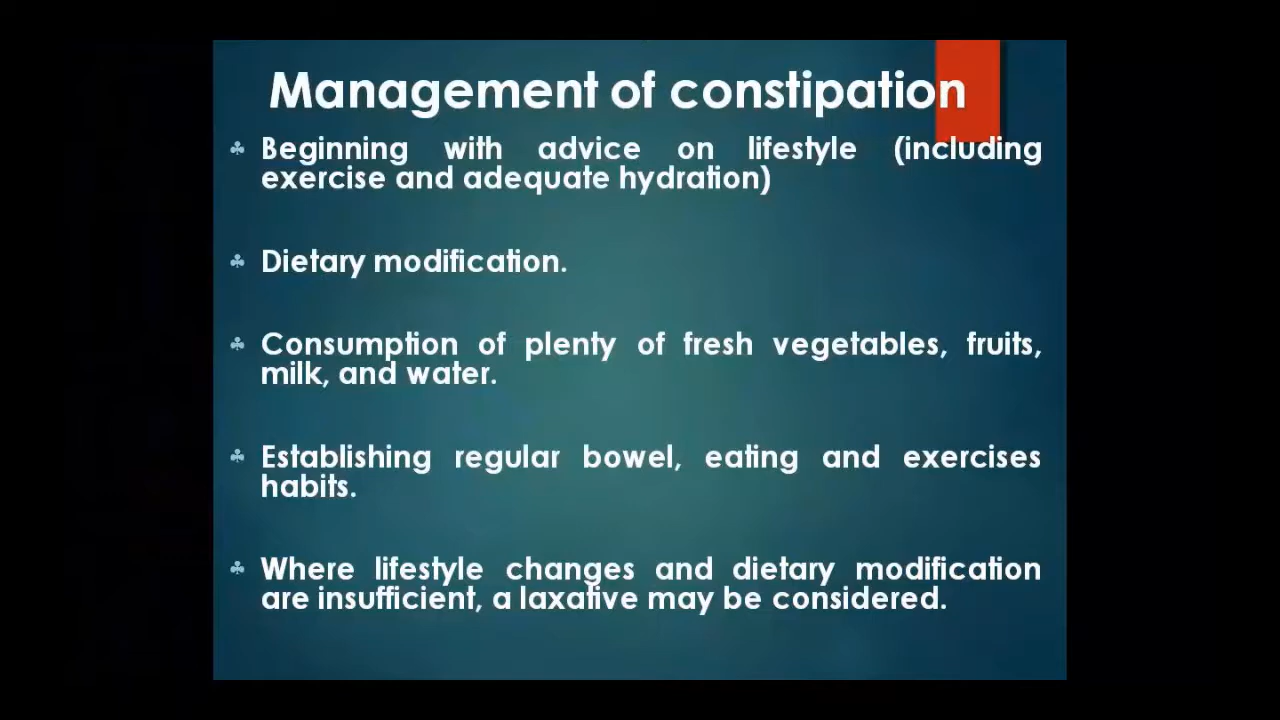 Management of constipation
♣ Beginning with advice on lifestyle (including
exercise and adequate hydration)
♣ Dietary modification.
♣ Consumption of plenty of fresh vegetables, fruits,
milk, and water.
♣ Establishing regular bowel, eating and exercises
habits.
♣ Where lifestyle changes and dietary modification
are insufficient, a laxative may be considered.